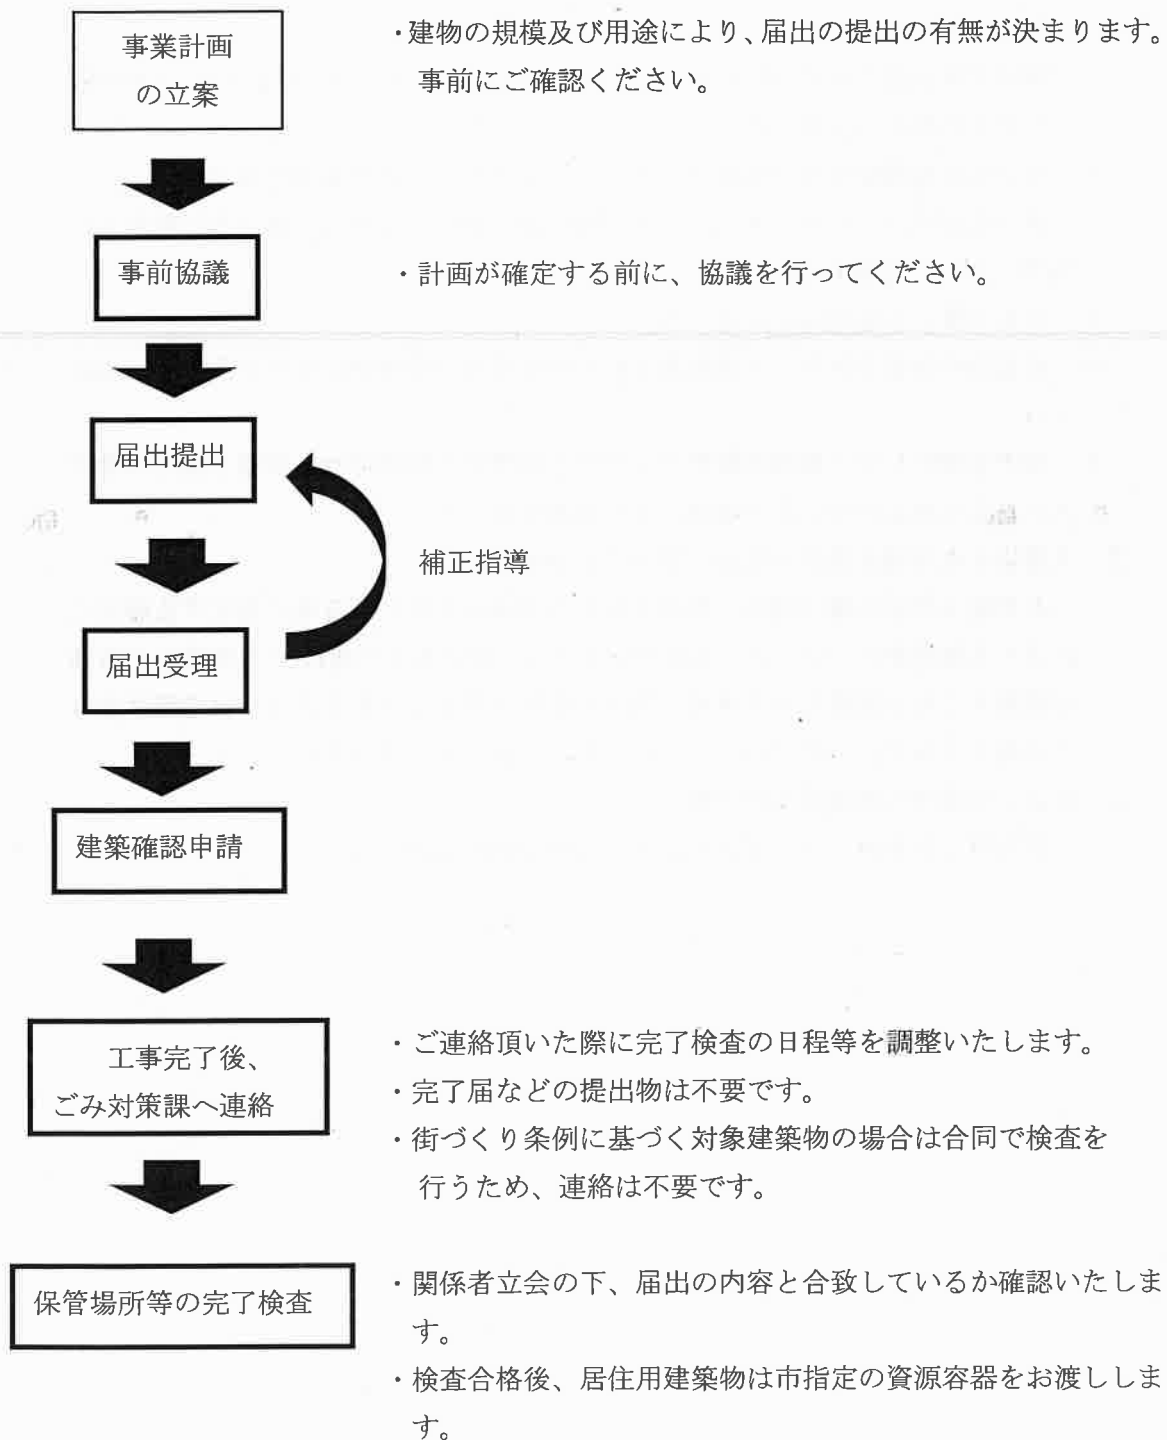 事業計画
の立案
・建物の規模及び用途により、届出の提出の有無が決まります。
事前にご確認ください。
事前協議
・計画が確定する前に、協議を行ってください。
届出提出
補正指導
届出受理
建築確認申請
工事完了後、
ごみ対策課へ連絡
・ご連絡頂いた際に完了検査の日程等を調整いたします。
・完了届などの提出物は不要です。
・街づくり条例に基づく対象建築物の場合は合同で検査を
行うため、連絡は不要です。
保管場所等の完了検査
・関係者立会の下、届出の内容と合致しているか確認いたしま
す。
・検査合格後、居住用建築物は市指定の資源容器をお渡ししま
す。